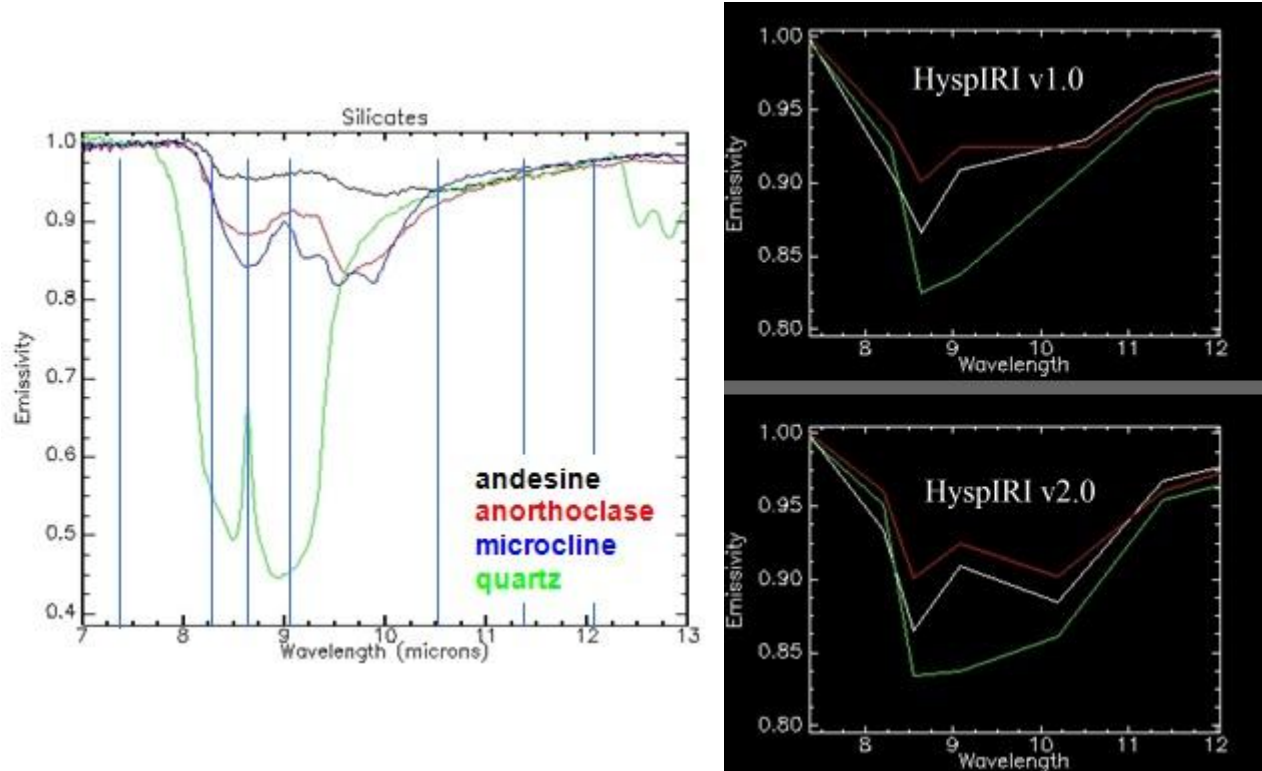 Silicates
1.0
0.9
0.8
0.7
0.6
0.5
0.4
Emissivity
andesine
anorthoclase
microcline
quartz
7 8 9 10 11 12 13
Wavelength (microns)
HyspIRI v1.0
1.00
0.95
0.90
0.85
0.80
Emissivity
8 9 10 11 12
Wavelength
HyspIRI v2.0
1.00
0.95
0.90
0.85
0.80
Emissivity
8 9 10 11 12
Wavelength